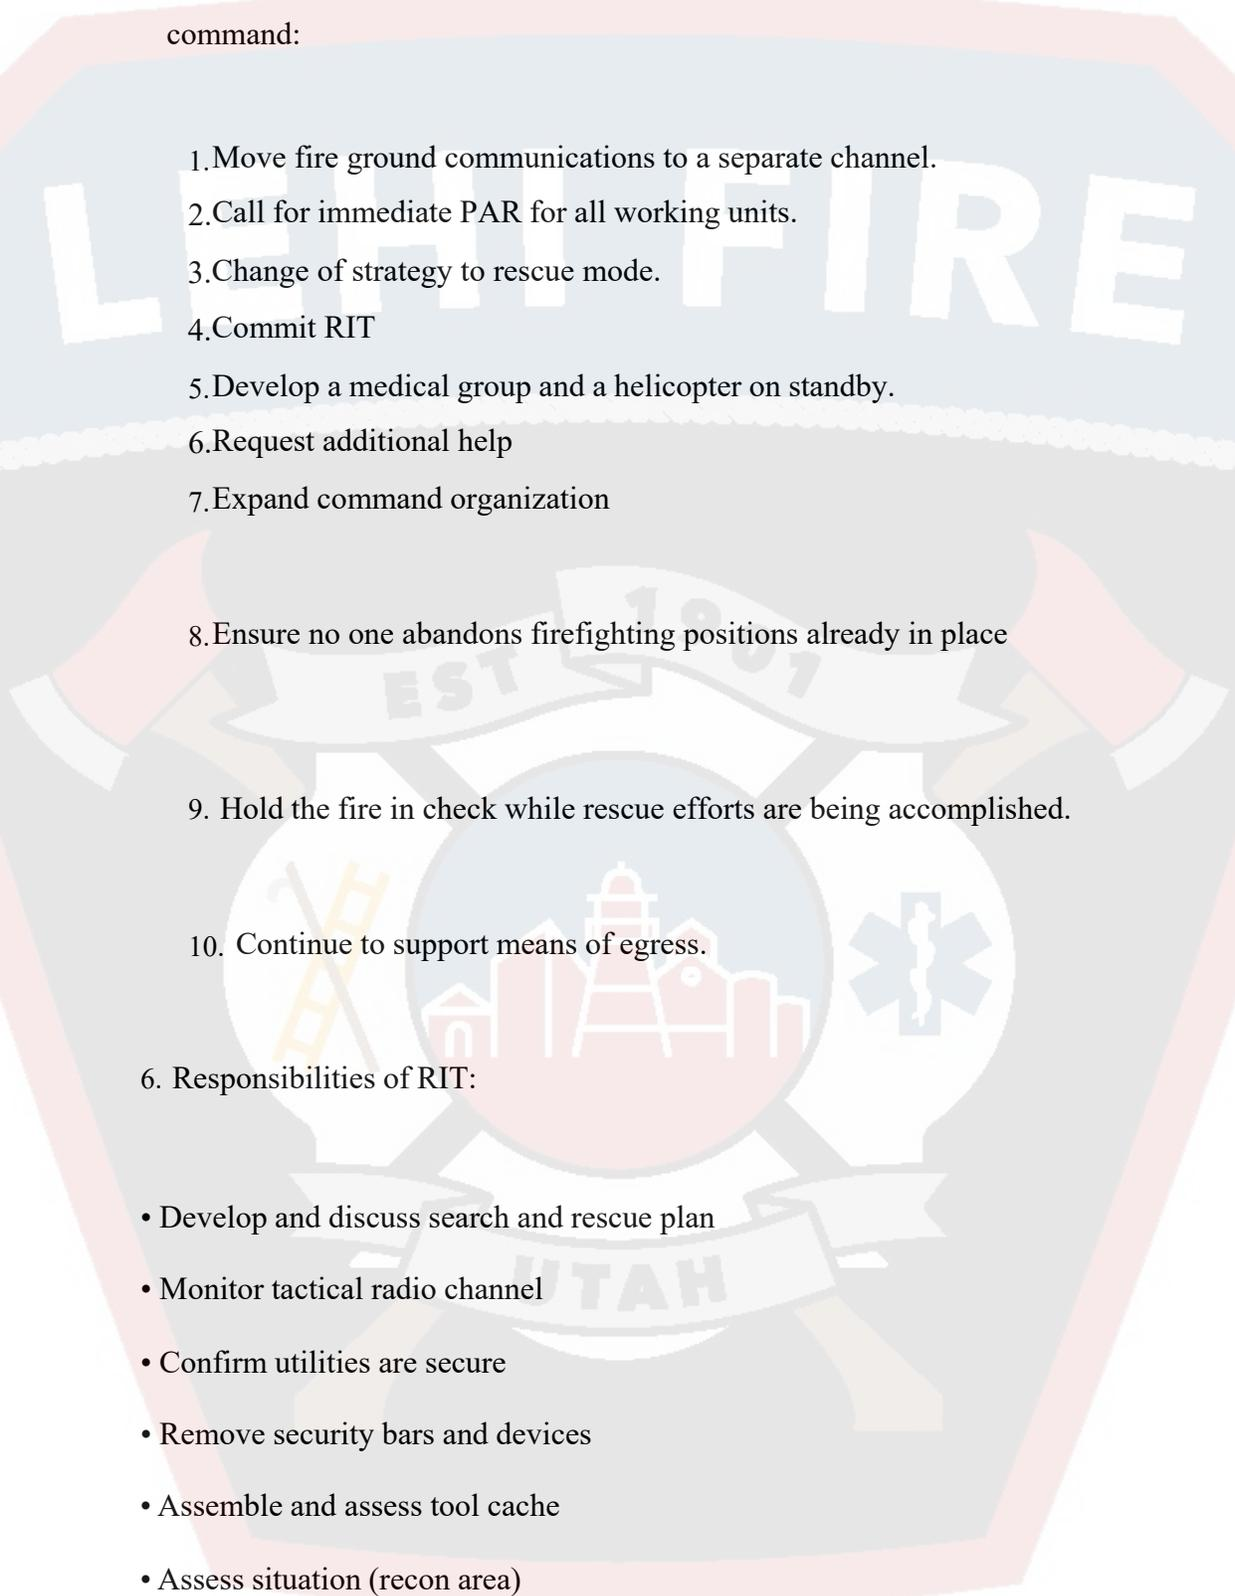 command:
LEHI FIRE
1.Move fire ground communications to a separate channel.
2.Call for immediate PAR for all working units.
3.Change of strategy to rescue mode.
4.Commit RIT
5.Develop a medical group and a helicopter on standby.
6.Request additional help
7.Expand command organization
EST 1901
8.Ensure no one abandons firefighting positions already in place
9. Hold the fire in check while rescue efforts are being accomplished.
10. Continue to support means of egress.
6. Responsibilities of RIT:
• Develop and discuss search and rescue plan
UTAH
• Monitor tactical radio channel
• Confirm utilities are secure
• Remove security bars and devices
• Assemble and assess tool cache
• Assess situation (recon area)